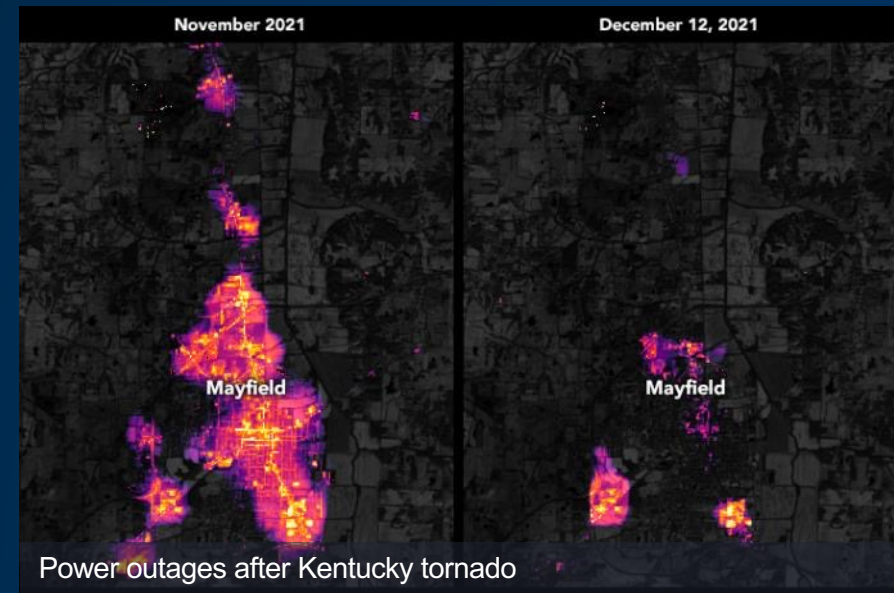 November 2021
December 12, 2021
Mayfield
Mayfield
Power outages after Kentucky tornado